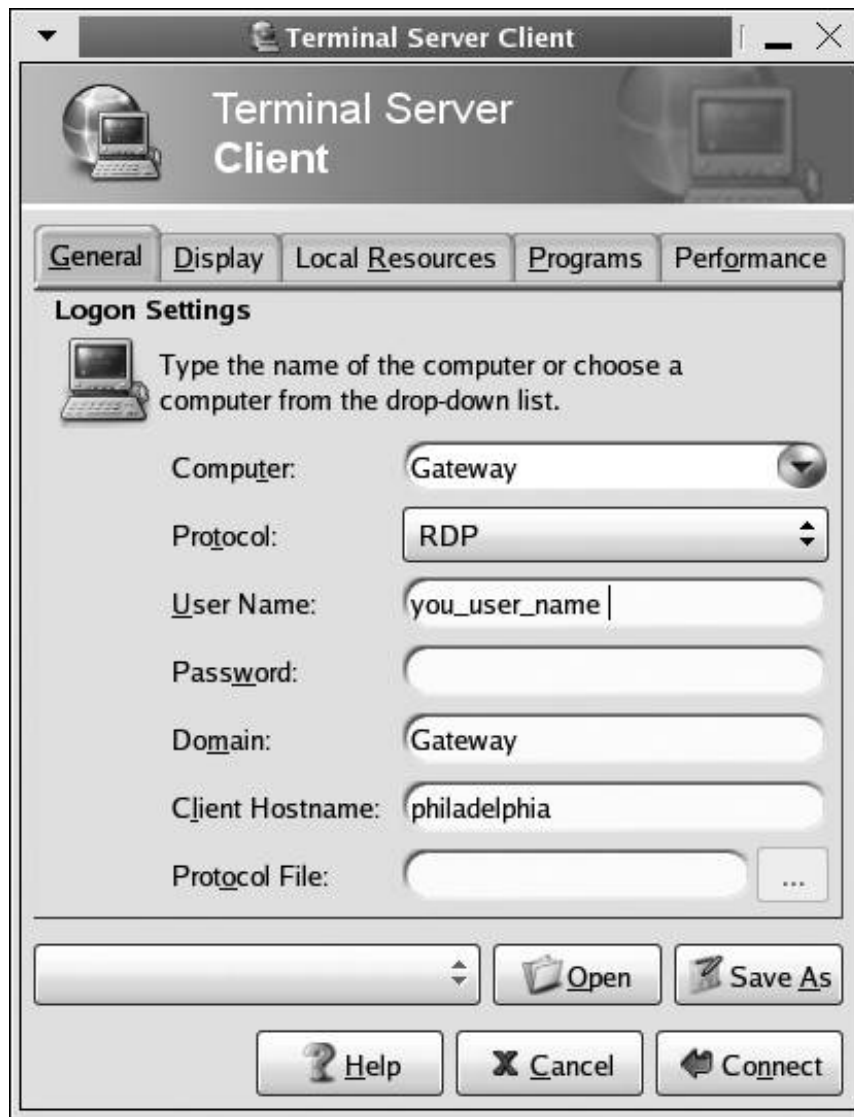 Terminal Server Client
Terminal Server
Client
General Display Local Resources Programs Performance
Logon Settings
Type the name of the computer or choose a
computer from the drop-down list.
Computer: Gateway
Protocol: RDP
User Name: you_user_name
Password:
Domain: Gateway
Client Hostname: philadelphia
Protocol File: ...
Open Save As
Help Cancel Connect